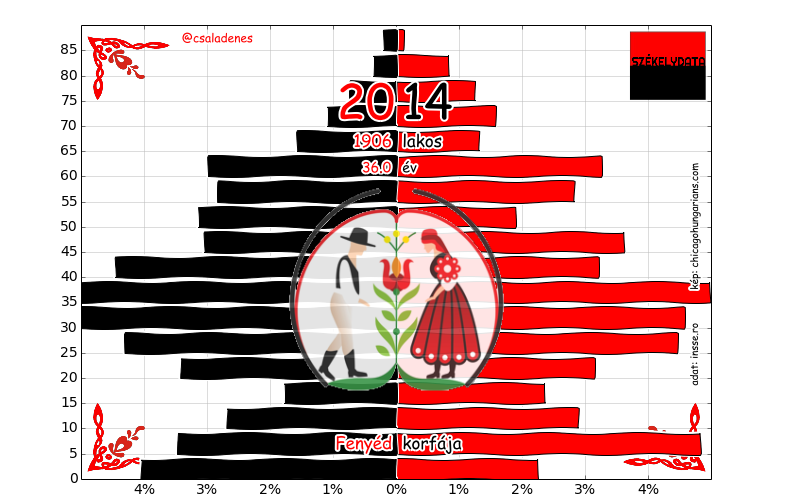 @csaladenes
SZÉKELYDATA
2014
1906 lakos
36.0 év
kép: chicagohungarians.com
adat: insse.ro
Fenyéd korfája
85
80
75
70
65
60
55
50
45
40
35
30
25
20
15
10
5
0
4% 3% 2% 1% 0% 1% 2% 3% 4%